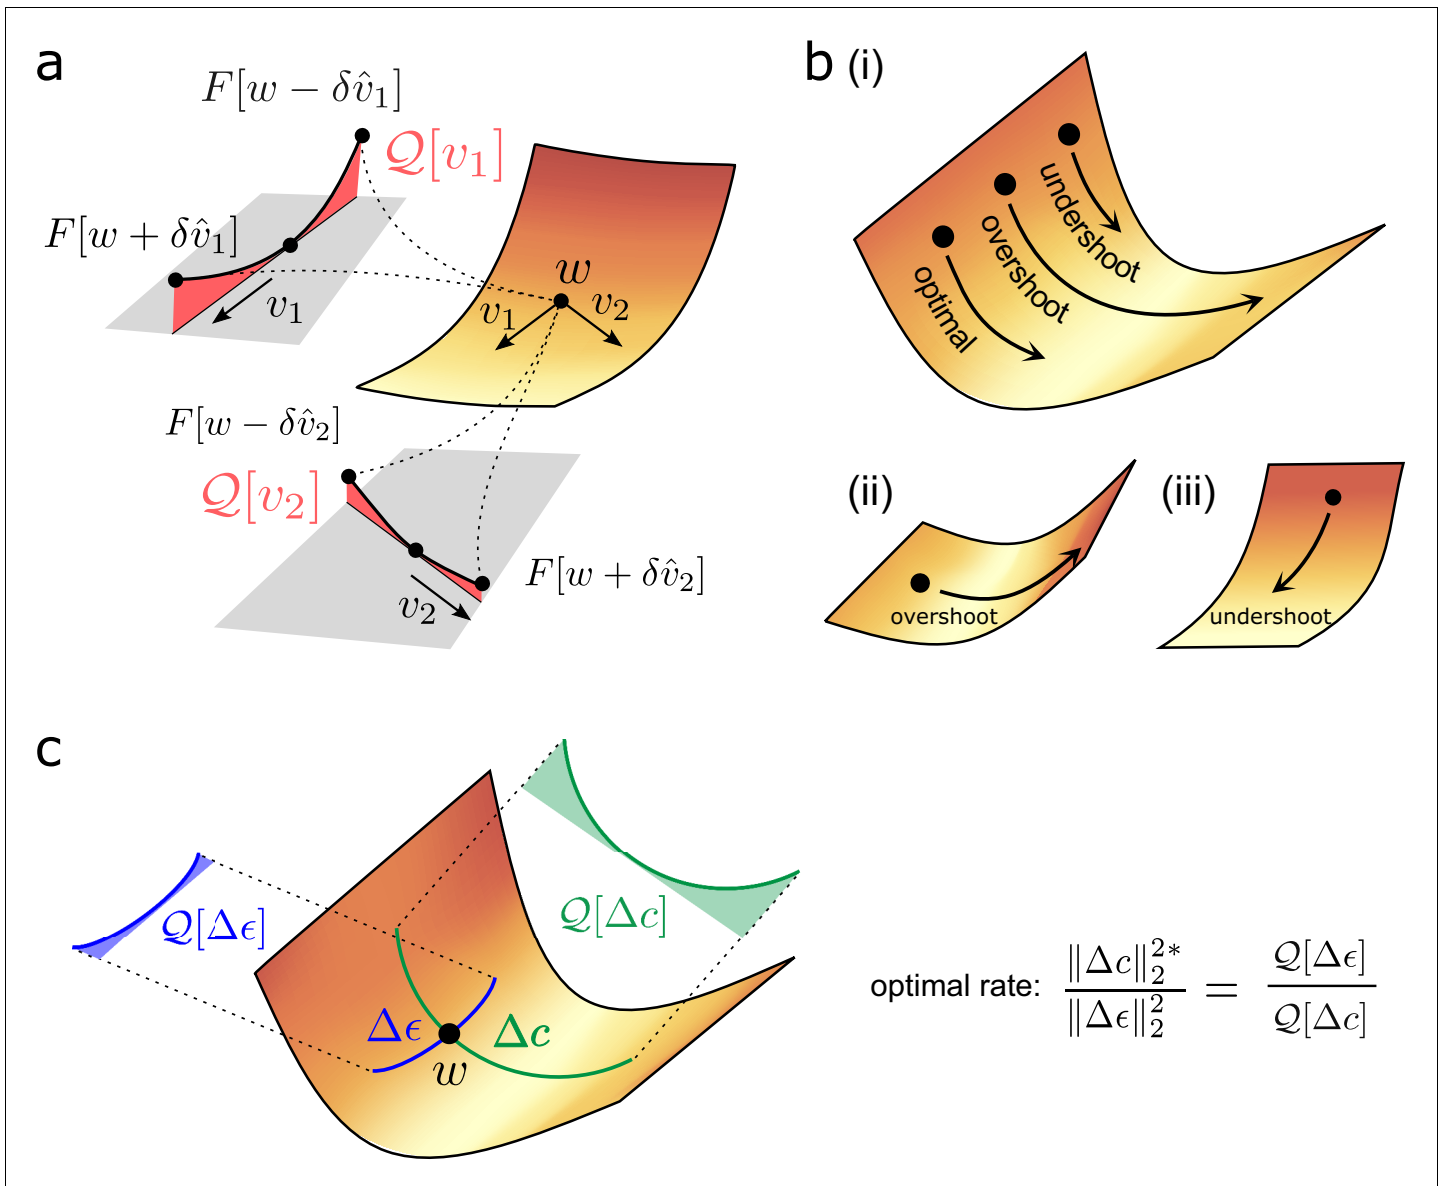 a
F[w − δv̂₁]
Q[v₁]
F[w + δv̂₁]
v₁
w
v₁
v₂
F[w − δv̂₂]
Q[v₂]
F[w + δv̂₂]
v₂
b (i)
undershoot
overshoot
optimal
(ii)
overshoot
(iii)
undershoot
c
Q[Δϵ]
Q[Δc]
Δϵ
Δc
w
optimal rate: ‖Δc‖₂²* / ‖Δϵ‖₂² = Q[Δϵ] / Q[Δc]